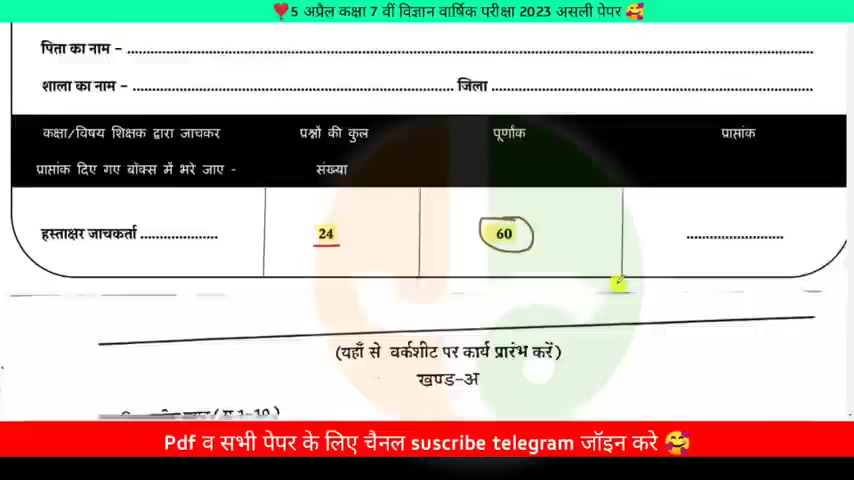 ❤️5 अप्रैल कक्षा 7 वीं विज्ञान वार्षिक परीक्षा 2023 असली पेपर 🥰
पिता का नाम – ........................
शाला का नाम – ........................ जिला ........................
कक्षा/विषय शिक्षक द्वारा जाचकर प्रश्नों की कुल पूर्णांक प्राप्तांक
प्राप्तांक दिए गए बॉक्स में भरे जाए - संख्या
हस्ताक्षर जाचकर्ता ................... 24 60 ........................
(यहाँ से वर्कशीट पर कार्य प्रारंभ करें)
खण्ड-अ
Pdf व सभी पेपर के लिए चैनल suscribe telegram जॉइन करे 🥰